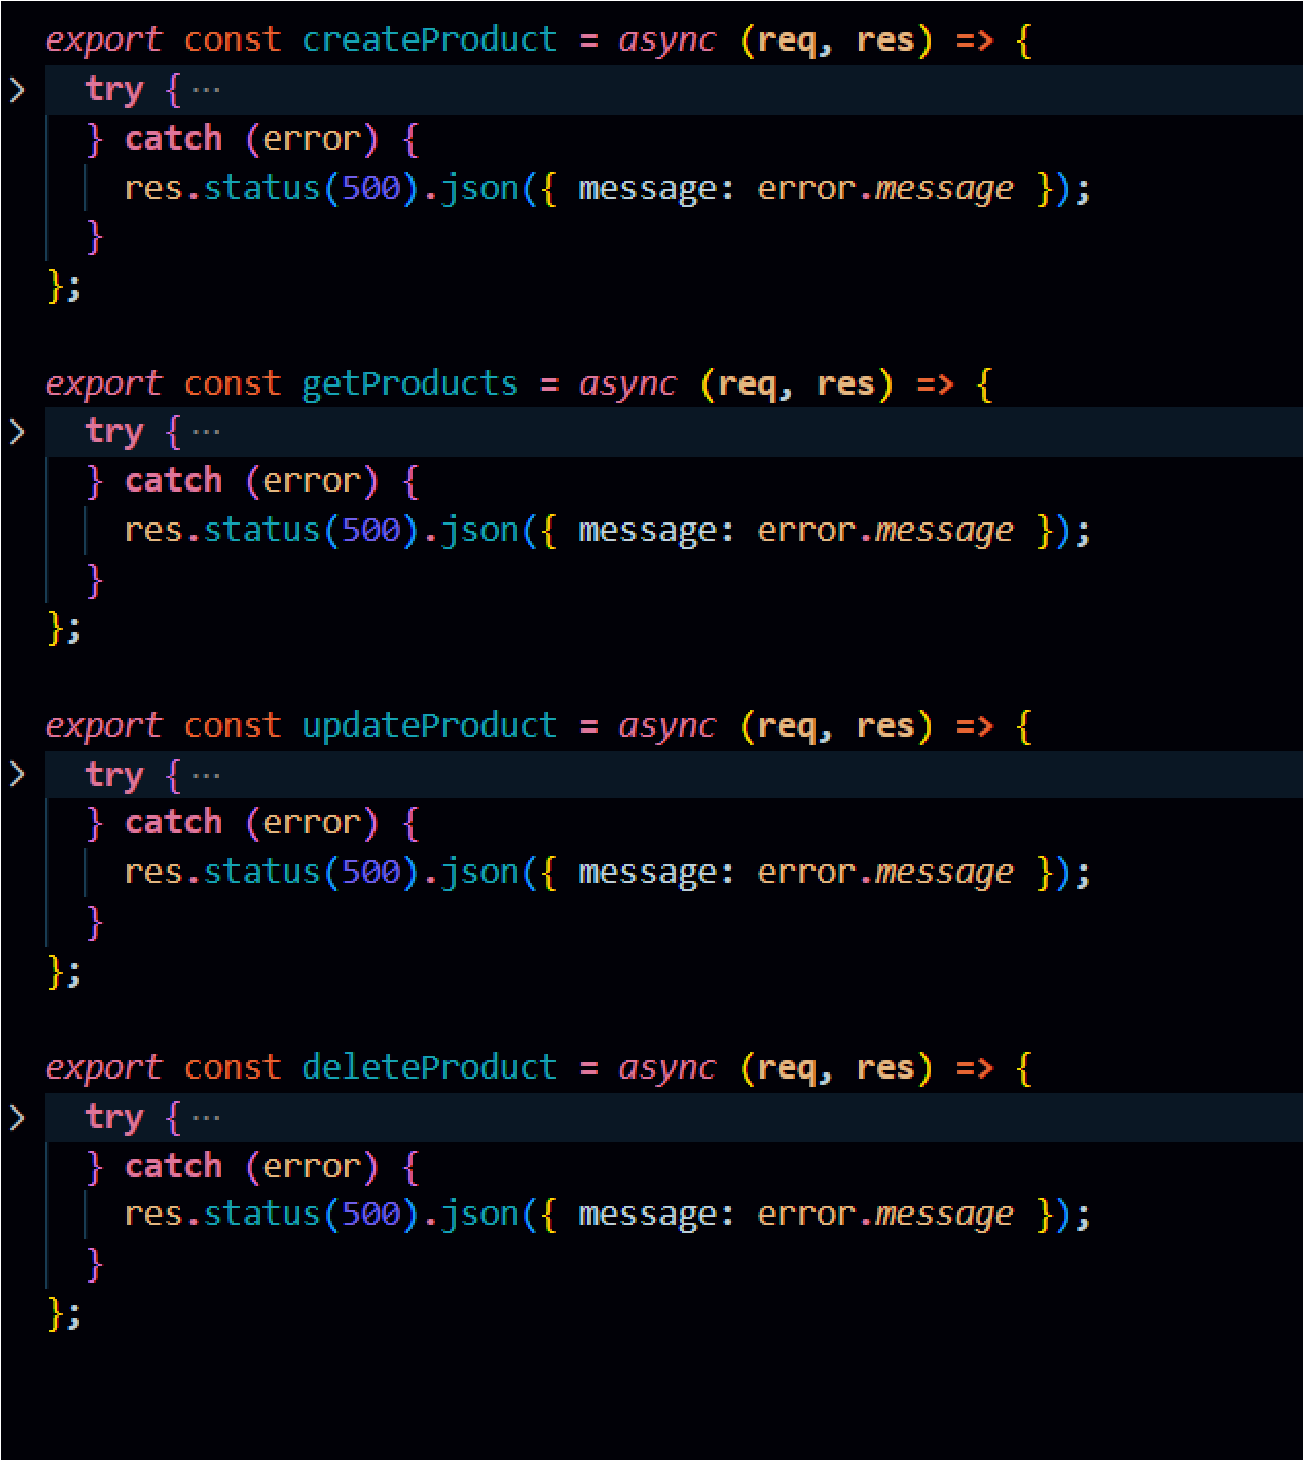 export const createProduct = async (req, res) => {
try { ···
} catch (error) {
res.status(500).json({ message: error.message });
}
};
export const getProducts = async (req, res) => {
try { ···
} catch (error) {
res.status(500).json({ message: error.message });
}
};
export const updateProduct = async (req, res) => {
try { ···
} catch (error) {
res.status(500).json({ message: error.message });
}
};
export const deleteProduct = async (req, res) => {
try { ···
} catch (error) {
res.status(500).json({ message: error.message });
}
};